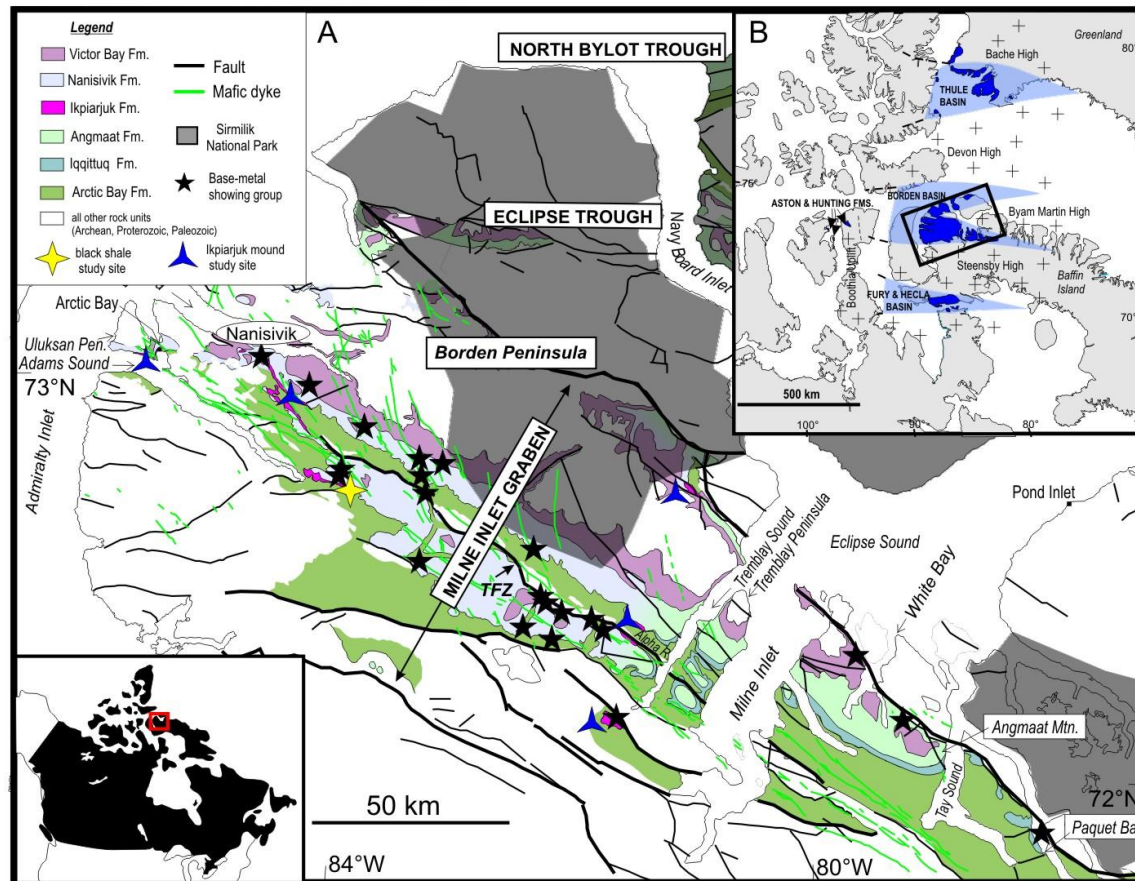 Legend
Victor Bay Fm.
Nanisivik Fm.
Ikpiarjuk Fm.
Angmaat Fm.
Iqqittuq Fm.
Arctic Bay Fm.
all other rock units
(Archean, Proterozoic, Paleozoic)
black shale
study site
Fault
Mafic dyke
Sirmilik
National Park
Base-metal
showing group
Ikpiarjuk mound
study site
A
NORTH BYLOT TROUGH
ECLIPSE TROUGH
Navy Board Inlet
Arctic Bay
Uluksan Pen.
Adams Sound
Nanisivik
Borden Peninsula
73°N
Admiralty Inlet
MILNE INLET GRABEN
TFZ
Alpha R.
Tremblay Sound
Tremblay Peninsula
Milne Inlet
Eclipse Sound
White Bay
Pond Inlet
Angmaat Mtn.
Tay Sound
72°N
Paquet Ba
50 km
84°W
80°W
B
Greenland
80°
Bache High
THULE
BASIN
Devon High
75°
BORDEN BASIN
ASTON & HUNTING FMS.
Byam Martin High
Boothia Uplift
Steensby High
Baffin
Island
FURY & HECLA
BASIN
70°
500 km
100°
90°
80°